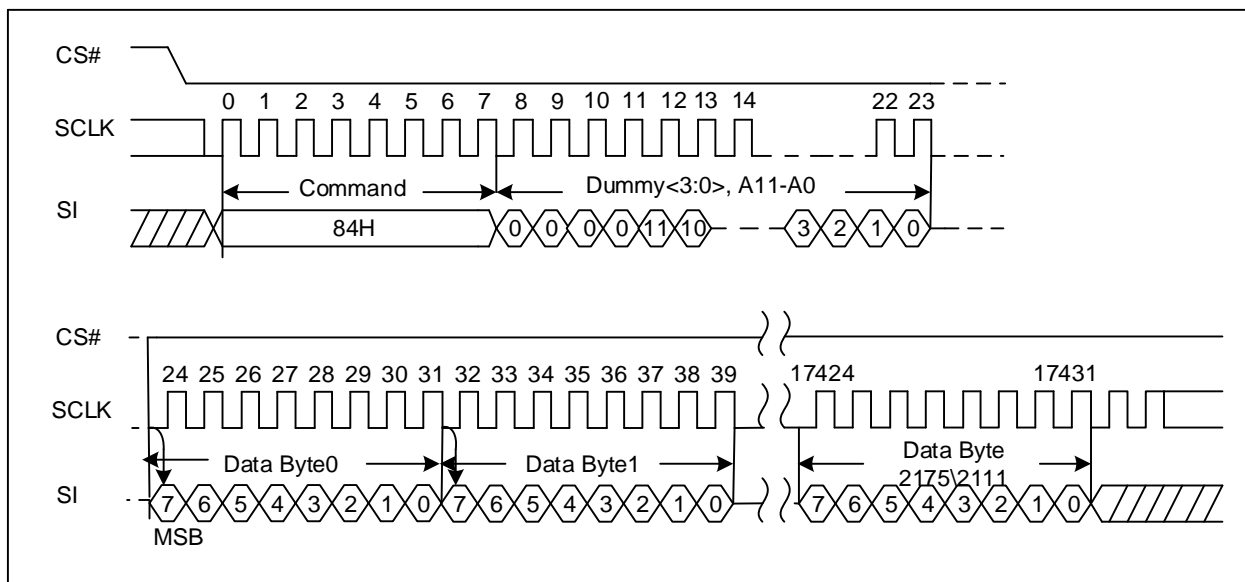 CS#
0 1 2 3 4 5 6 7 8 9 10 11 12 13 14 22 23
SCLK
Command Dummy<3:0>, A11-A0
SI
84H 0 0 0 0 11 10 3 2 1 0
CS#
24 25 26 27 28 29 30 31 32 33 34 35 36 37 38 39 17424 17431
SCLK
Data Byte0 Data Byte1 Data Byte
2175\2111
SI 7 6 5 4 3 2 1 0 7 6 5 4 3 2 1 0 7 6 5 4 3 2 1 0
MSB